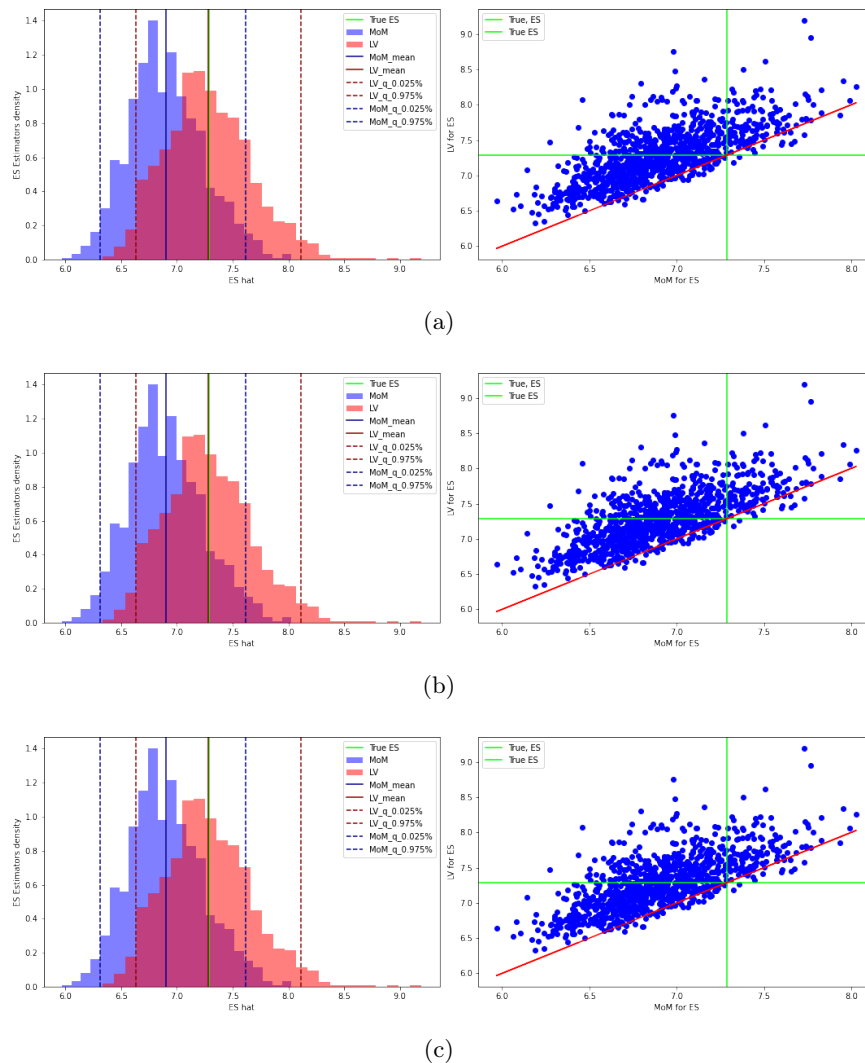 ES Estimators density
1.4
1.2
1.0
0.8
0.6
0.4
0.2
0.0
6.0 6.5 7.0 7.5 8.0 8.5 9.0
ES hat
True ES
MoM
LV
MoM_mean
LV_mean
LV_q_0.025%
LV_q_0.975%
MoM_q_0.025%
MoM_q_0.975%
LV for ES
9.0
8.5
8.0
7.5
7.0
6.5
6.0
6.0 6.5 7.0 7.5 8.0
MoM for ES
True, ES
True ES
(a)
ES Estimators density
1.4
1.2
1.0
0.8
0.6
0.4
0.2
0.0
6.0 6.5 7.0 7.5 8.0 8.5 9.0
ES hat
True ES
MoM
LV
MoM_mean
LV_mean
LV_q_0.025%
LV_q_0.975%
MoM_q_0.025%
MoM_q_0.975%
LV for ES
9.0
8.5
8.0
7.5
7.0
6.5
6.0
6.0 6.5 7.0 7.5 8.0
MoM for ES
True, ES
True ES
(b)
ES Estimators density
1.4
1.2
1.0
0.8
0.6
0.4
0.2
0.0
6.0 6.5 7.0 7.5 8.0 8.5 9.0
ES hat
True ES
MoM
LV
MoM_mean
LV_mean
LV_q_0.025%
LV_q_0.975%
MoM_q_0.025%
MoM_q_0.975%
LV for ES
9.0
8.5
8.0
7.5
7.0
6.5
6.0
6.0 6.5 7.0 7.5 8.0
MoM for ES
True, ES
True ES
(c)